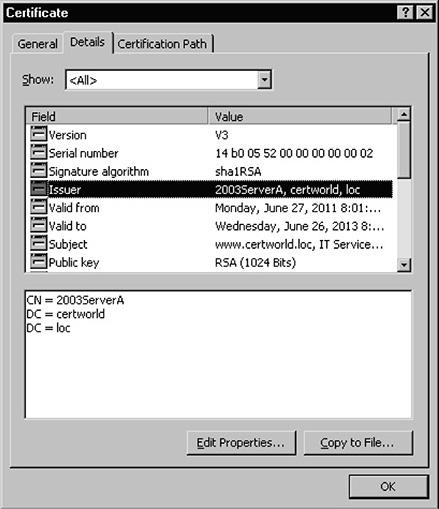 Certificate
General Details Certification Path
Show: <All>
Field Value
Version V3
Serial number 14 b0 05 52 00 00 00 00 00 02
Signature algorithm sha1RSA
Issuer 2003ServerA, certworld, loc
Valid from Monday, June 27, 2011 8:01:...
Valid to Wednesday, June 26, 2013 8...
Subject www.certworld.loc, IT Service...
Public key RSA (1024 Bits)
CN = 2003ServerA
DC = certworld
DC = loc
Edit Properties... Copy to File...
OK